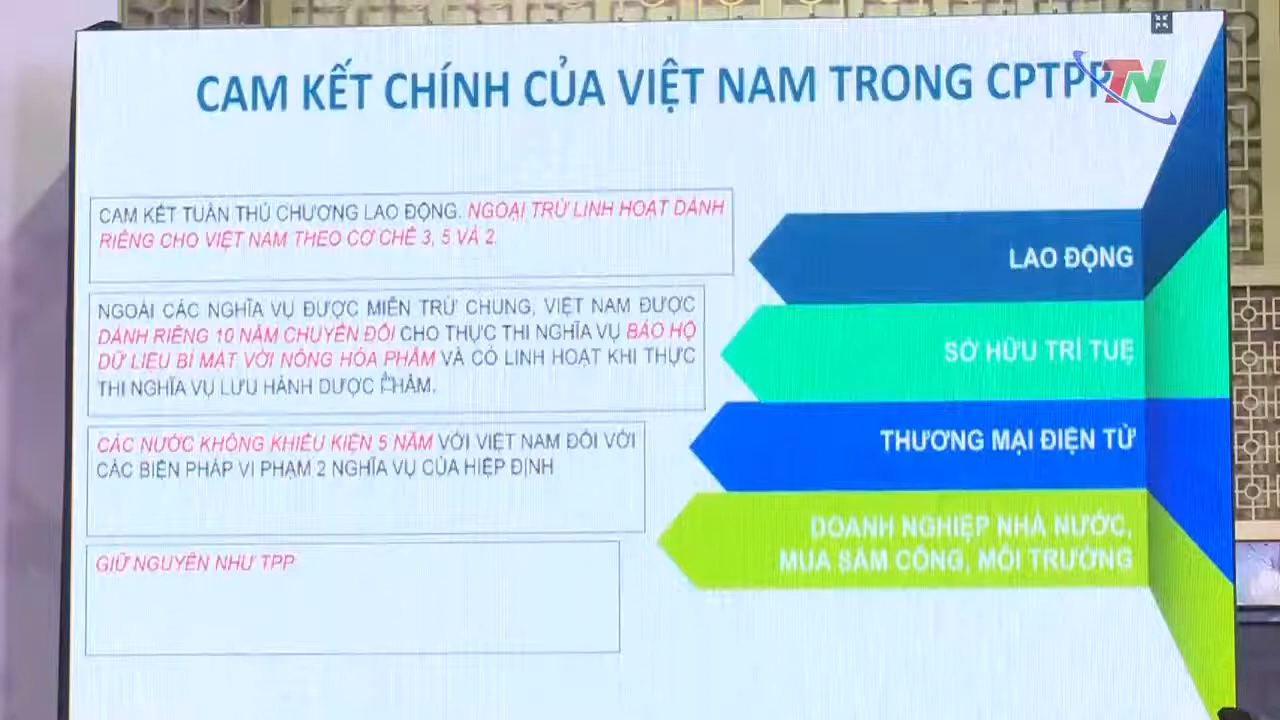 CAM KẾT CHÍNH CỦA VIỆT NAM TRONG CPTPP
TN
CAM KẾT TUÂN THỦ CHƯƠNG LAO ĐỘNG. NGOẠI TRỪ LINH HOẠT DÀNH
RIÊNG CHO VIỆT NAM THEO CƠ CHẾ 3, 5 VÀ 2.
LAO ĐỘNG
NGOÀI CÁC NGHĨA VỤ ĐƯỢC MIỄN TRỪ CHUNG, VIỆT NAM ĐƯỢC
DÀNH RIÊNG 10 NĂM CHUYỂN ĐỔI CHO THỰC THI NGHĨA VỤ BẢO HỘ
DỮ LIỆU BÍ MẬT VỚI NÔNG HÓA PHẨM VÀ CÓ LINH HOẠT KHI THỰC
THI NGHĨA VỤ LƯU HÀNH DƯỢC PHẨM.
SỞ HỮU TRÍ TUỆ
CÁC NƯỚC KHÔNG KHIẾU KIỆN 5 NĂM VỚI VIỆT NAM ĐỐI VỚI
CÁC BIỆN PHÁP VI PHẠM 2 NGHĨA VỤ CỦA HIỆP ĐỊNH
THƯƠNG MẠI ĐIỆN TỬ
GIỮ NGUYÊN NHƯ TPP
DOANH NGHIỆP NHÀ NƯỚC,
MUA SẮM CÔNG, MÔI TRƯỜNG